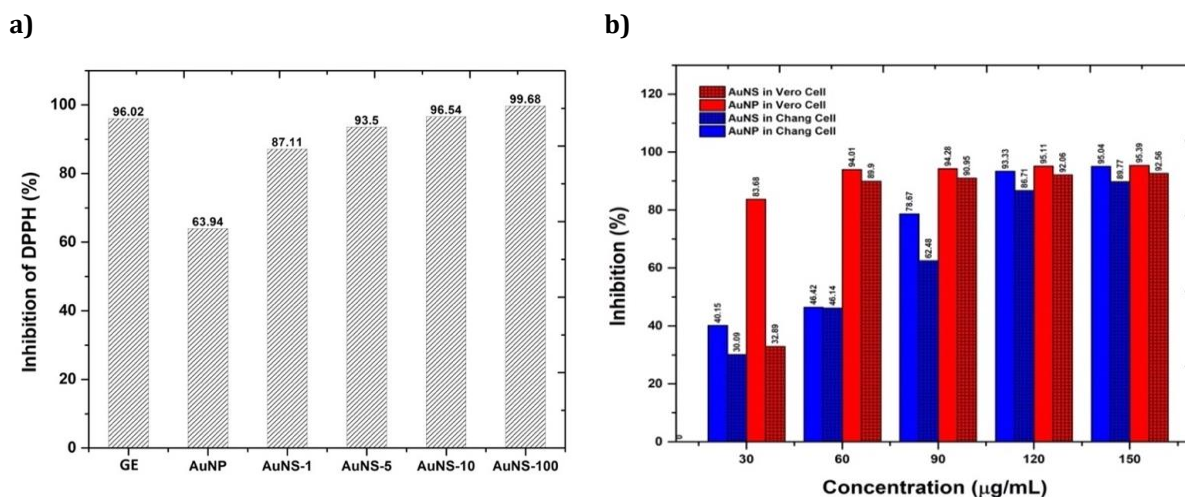 a)
Inhibition of DPPH (%)
100
80
60
40
20
0
96.02
63.94
87.11
93.5
96.54
99.68
GE AuNP AuNS-1 AuNS-5 AuNS-10 AuNS-100
b)
Inhibition (%)
120
100
80
60
40
20
0
AuNS in Vero Cell
AuNP in Vero Cell
AuNS in Chang Cell
AuNP in Chang Cell
0
40.15 30.09 83.68 32.89
46.42 46.14 94.01 89.9
78.67 62.48 94.28 90.95
93.33 86.71 95.11 92.06
95.04 89.77 95.39 92.56
30 60 90 120 150
Concentration (μg/mL)